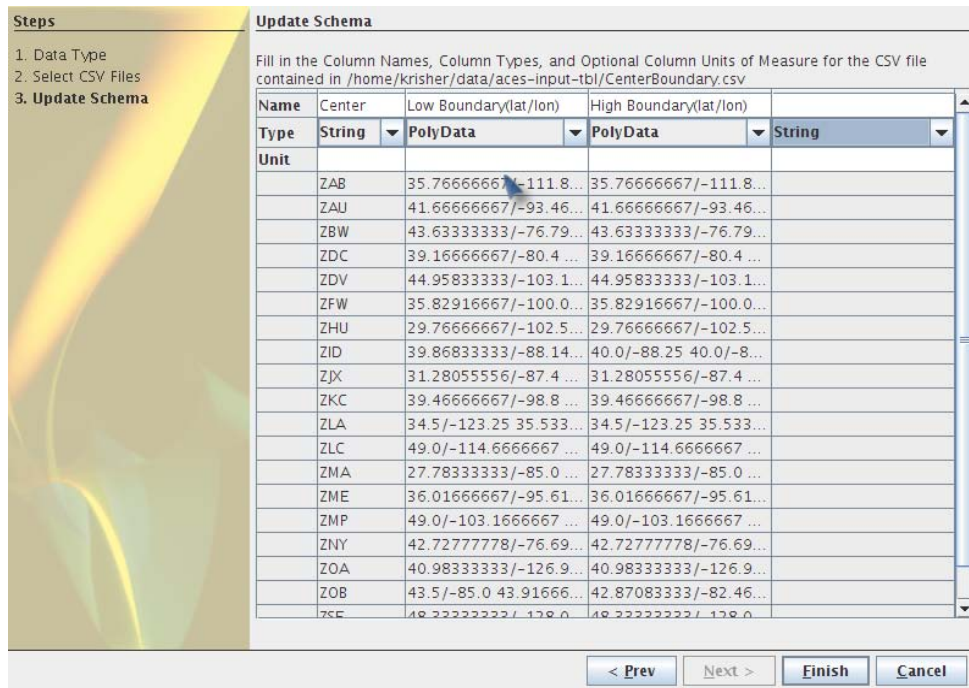 Steps
1. Data Type
2. Select CSV Files
3. Update Schema
Update Schema
Fill in the Column Names, Column Types, and Optional Column Units of Measure for the CSV file
contained in /home/krisher/data/aces-input-tbl/CenterBoundary.csv
Name Center Low Boundary(lat/lon) High Boundary(lat/lon)
Type String PolyData PolyData String
Unit
ZAB 35.76666667/-111.8... 35.76666667/-111.8...
ZAU 41.66666667/-93.46... 41.66666667/-93.46...
ZBW 43.63333333/-76.79... 43.63333333/-76.79...
ZDC 39.16666667/-80.4 ... 39.16666667/-80.4 ...
ZDV 44.95833333/-103.1... 44.95833333/-103.1...
ZFW 35.82916667/-100.0... 35.82916667/-100.0...
ZHU 29.76666667/-102.5... 29.76666667/-102.5...
ZID 39.86833333/-88.14... 40.0/-88.25 40.0/-8...
ZJX 31.28055556/-87.4 ... 31.28055556/-87.4 ...
ZKC 39.46666667/-98.8 ... 39.46666667/-98.8 ...
ZLA 34.5/-123.25 35.533... 34.5/-123.25 35.533...
ZLC 49.0/-114.6666667 ... 49.0/-114.6666667 ...
ZMA 27.78333333/-85.0 ... 27.78333333/-85.0 ...
ZME 36.01666667/-95.61... 36.01666667/-95.61...
ZMP 49.0/-103.1666667 ... 49.0/-103.1666667 ...
ZNY 42.72777778/-76.69... 42.72777778/-76.69...
ZOA 40.98333333/-126.9... 40.98333333/-126.9...
ZOB 43.5/-85.0 43.91666... 42.87083333/-82.46...
< Prev Next > Finish Cancel